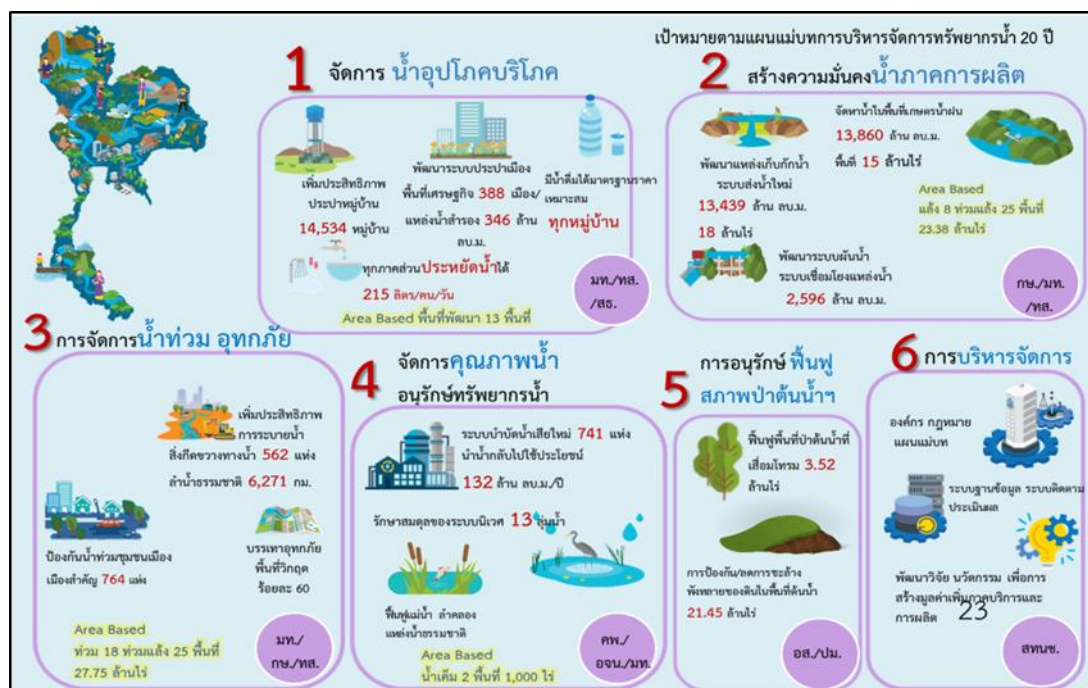 เป้าหมายตามแผนแม่บทการบริหารจัดการทรัพยากรน้ำ 20 ปี
1 จัดการ น้ำอุปโภคบริโภค
เพิ่มประสิทธิภาพ
ประปาหมู่บ้าน
14,534 หมู่บ้าน
พัฒนาระบบประปาเมือง
พื้นที่เศรษฐกิจ 388 เมือง/
แหล่งน้ำสำรอง 346 ล้าน
ลบ.ม.
มีน้ำดื่มได้มาตรฐานราคา
เหมาะสม
ทุกหมู่บ้าน
ทุกภาคส่วนประหยัดน้ำได้
215 ลิตร/คน/วัน
Area Based พื้นที่พัฒนา 13 พื้นที่
มท./ทส.
/สธ.
2 สร้างความมั่นคงน้ำภาคการผลิต
พัฒนาแหล่งเก็บกักน้ำ
ระบบส่งน้ำใหม่
13,439 ล้าน ลบ.ม.
18 ล้านไร่
จัดหาน้ำในพื้นที่เกษตรน้ำฝน
13,860 ล้าน ลบ.ม.
พื้นที่ 15 ล้านไร่
Area Based
แล้ง 8 ท่วมแล้ง 25 พื้นที่
23.38 ล้านไร่
พัฒนาระบบผันน้ำ
ระบบเชื่อมโยงแหล่งน้ำ
2,596 ล้าน ลบ.ม.
กษ./มท.
/ทส.
3 การจัดการน้ำท่วม อุทกภัย
เพิ่มประสิทธิภาพ
การระบายน้ำ
สิ่งกีดขวางทางน้ำ 562 แห่ง
ลำน้ำธรรมชาติ 6,271 กม.
ป้องกันน้ำท่วมชุมชนเมือง
เมืองสำคัญ 764 แห่ง
บรรเทาอุทกภัย
พื้นที่วิกฤต
ร้อยละ 60
Area Based
ท่วม 18 ท่วมแล้ง 25 พื้นที่
27.75 ล้านไร่
มท./
กษ./ทส.
4 จัดการคุณภาพน้ำ
อนุรักษ์ทรัพยากรน้ำ
ระบบบำบัดน้ำเสียใหม่ 741 แห่ง
นำน้ำกลับไปใช้ประโยชน์
132 ล้าน ลบ.ม./ปี
รักษาสมดุลของระบบนิเวศ 13 ลุ่มน้ำ
ฟื้นฟูแม่น้ำ ลำคลอง
แหล่งน้ำธรรมชาติ
Area Based
น้ำเค็ม 2 พื้นที่ 1,000 ไร่
คพ./
อจน./มท.
5 การอนุรักษ์ ฟื้นฟู
สภาพป่าต้นน้ำฯ
ฟื้นฟูพื้นที่ป่าต้นน้ำที่
เสื่อมโทรม 3.52
ล้านไร่
การป้องกัน/ลดการชะล้าง
พังทลายของดินในพื้นที่ต้นน้ำ
21.45 ล้านไร่
อส./ปม.
6 การบริหารจัดการ
องค์กร กฎหมาย
แผนแม่บท
ระบบฐานข้อมูล ระบบติดตาม
ประเมินผล
พัฒนาวิจัย นวัตกรรม เพื่อการ
สร้างมูลค่าเพิ่มภาคบริการและ
การผลิต
23
สทนช.